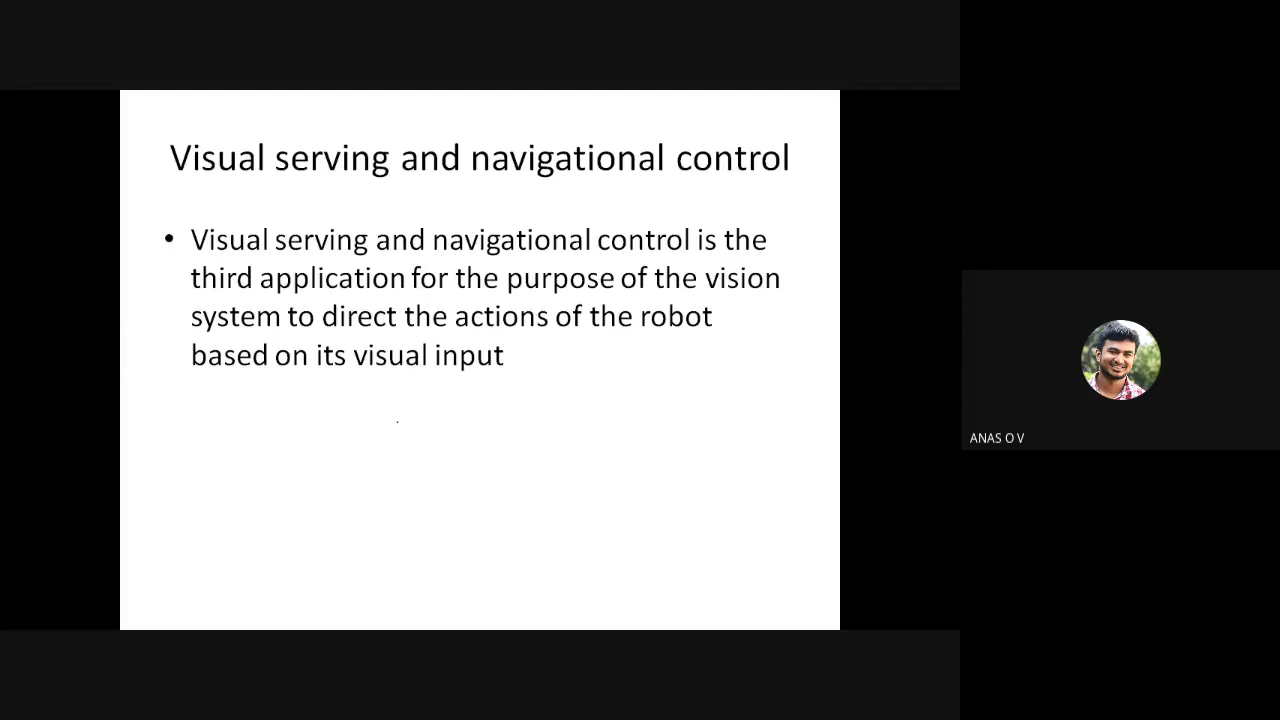 Visual serving and navigational control
• Visual serving and navigational control is the
third application for the purpose of the vision
system to direct the actions of the robot
based on its visual input
ANAS O V